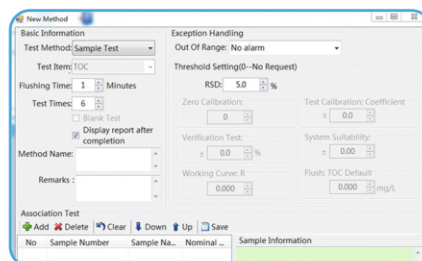 New Method
Basic Information
Test Method: Sample Test
Test Item: TOC
Flushing Time: 1 Minutes
Test Times: 6
Blank Test
Display report after
completion
Method Name:
Remarks :
Exception Handling
Out Of Range: No alarm
Threshold Setting(0--No Request)
RSD: 5.0 %
Zero Calibration: Test Calibration: Coefficient
0 ± 0.0
Verification Test: System Suitability:
± 0.0 % ± 0.00
Working Curve: R Flush: TOC Default
0.000 0.000 mg/L
Association Test
Add Delete Clear Down Up Save
No Sample Number Sample Na... Nominal ... Sample Information